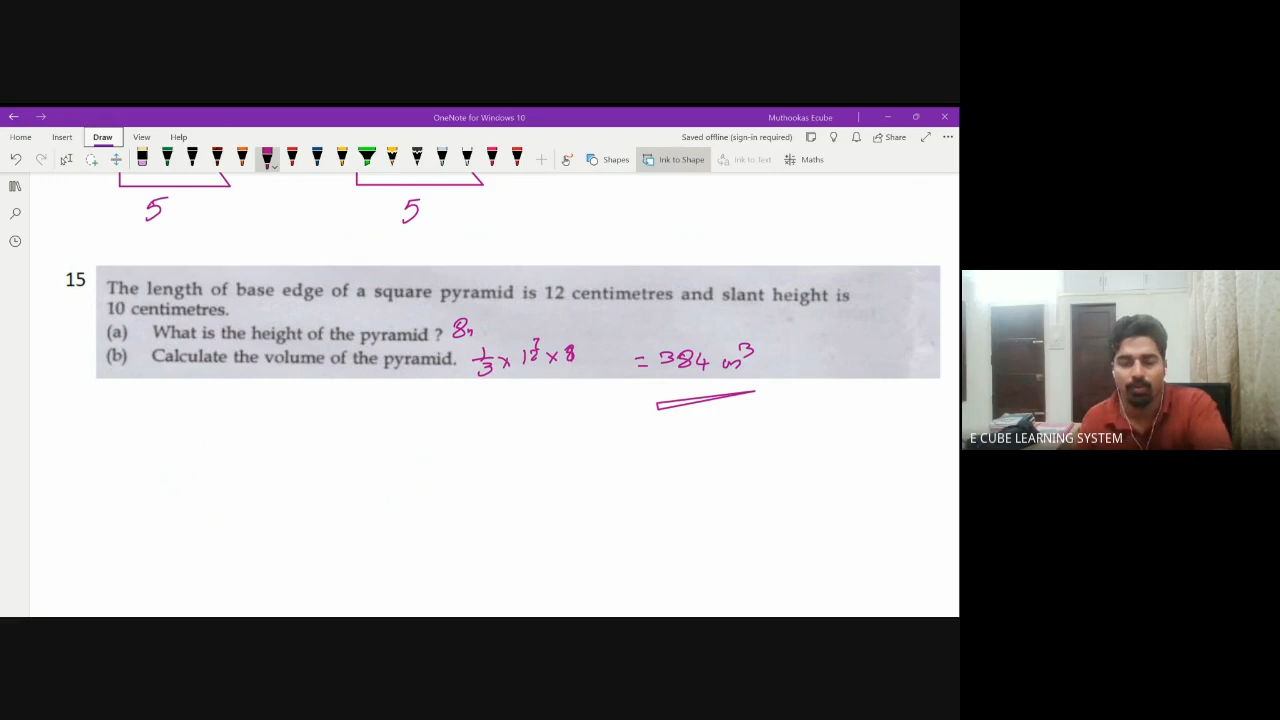 OneNote for Windows 10
Muthookas Ecube
Home Insert Draw View Help
Saved offline (sign-in required) Share
Shapes Ink to Shape Ink to Text Maths
5 5
15
The length of base edge of a square pyramid is 12 centimetres and slant height is
10 centimetres.
(a) What is the height of the pyramid ? 8
(b) Calculate the volume of the pyramid. 1/3 × 12² × 8 = 384 cm³
E CUBE LEARNING SYSTEM